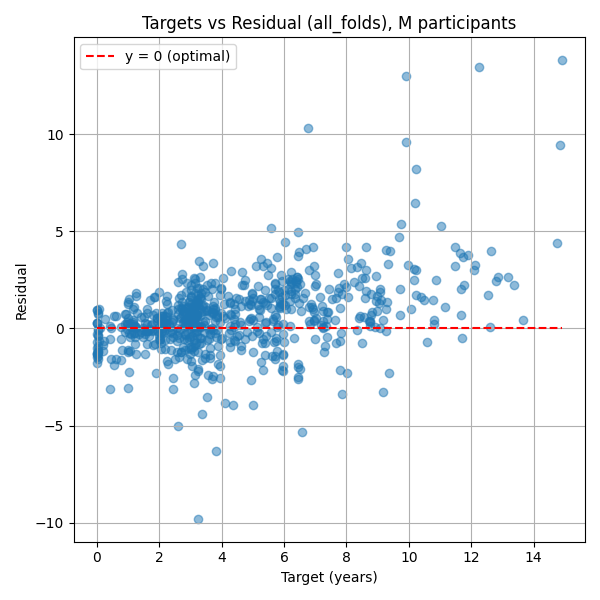 Targets vs Residual (all_folds), M participants
y = 0 (optimal)
Residual
10
5
0
−5
−10
0 2 4 6 8 10 12 14
Target (years)